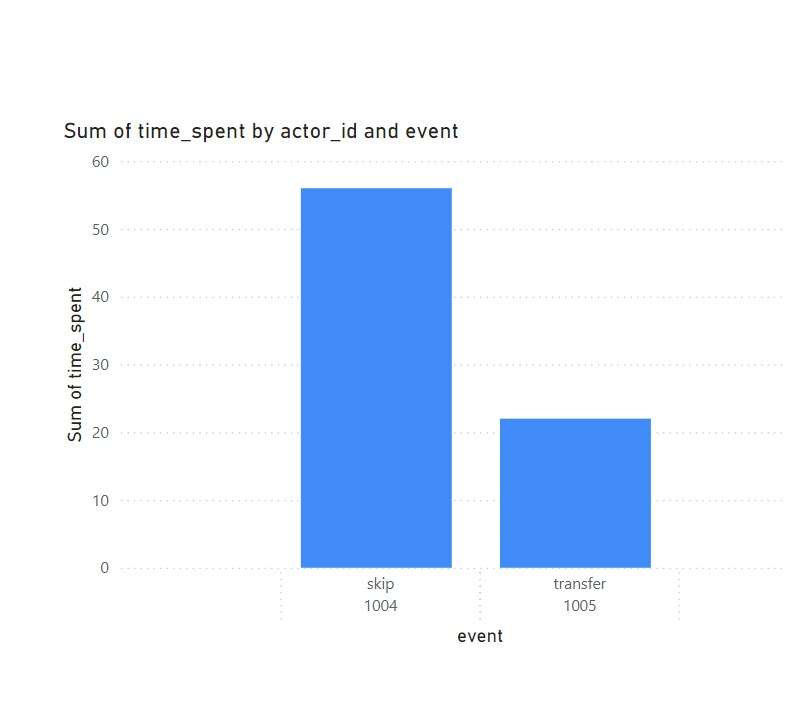 Sum of time_spent by actor_id and event
60
50
40
30
20
10
0
Sum of time_spent
skip
transfer
1004
1005
event